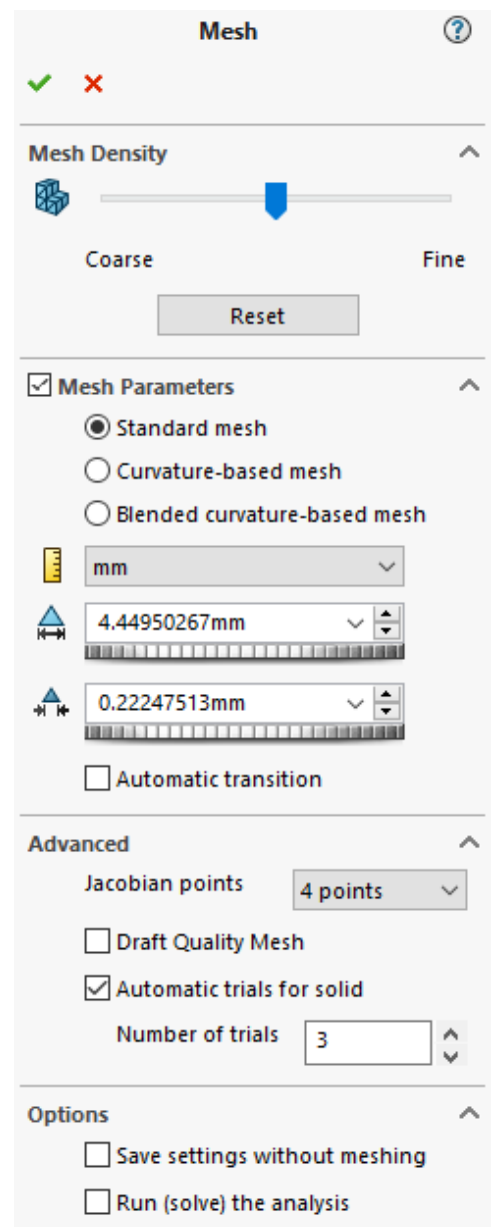 Mesh
?
Mesh Density
Coarse Fine
Reset
Mesh Parameters
Standard mesh
Curvature-based mesh
Blended curvature-based mesh
mm
4.44950267mm
0.22247513mm
Automatic transition
Advanced
Jacobian points 4 points
Draft Quality Mesh
Automatic trials for solid
Number of trials 3
Options
Save settings without meshing
Run (solve) the analysis